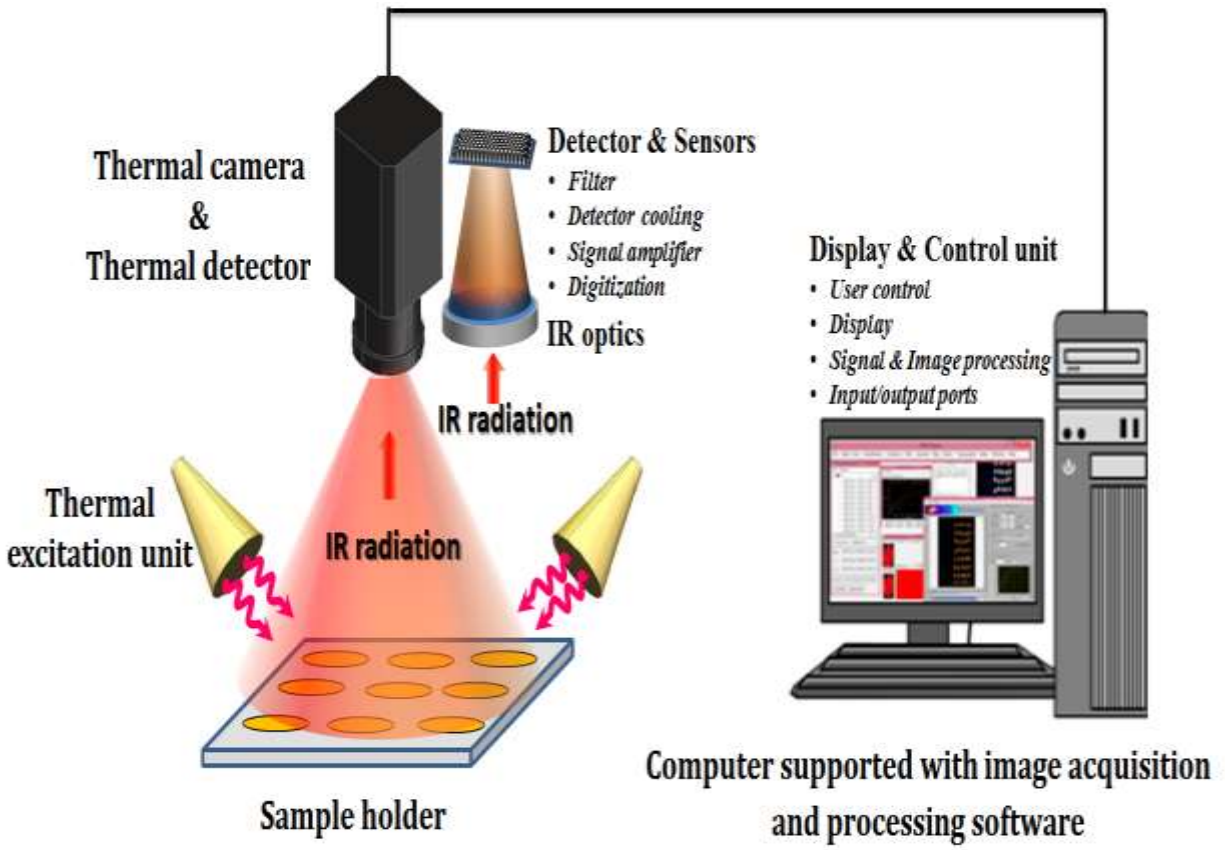 Thermal camera
&
Thermal detector
Detector & Sensors
• Filter
• Detector cooling
• Signal amplifier
• Digitization
IR optics
IR radiation
IR radiation
Thermal
excitation unit
Sample holder
Display & Control unit
• User control
• Display
• Signal & Image processing
• Input/output ports
Computer supported with image acquisition
and processing software